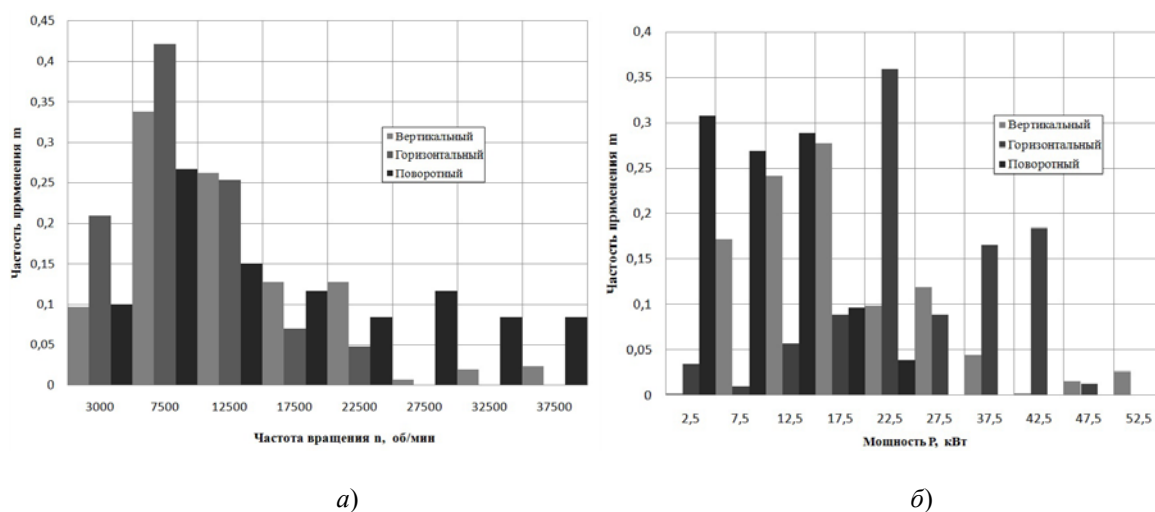 0,45
0,4
0,35
0,3
0,25
0,2
0,15
0,1
0,05
0
Частость применения m
Вертикальный
Горизонтальный
Поворотный
3000 7500 12500 17500 22500 27500 32500 37500
Частота вращения n, об/мин
а)
0,4
0,35
0,3
0,25
0,2
0,15
0,1
0,05
0
Частость применения m
Вертикальный
Горизонтальный
Поворотный
2,5 7,5 12,5 17,5 22,5 27,5 37,5 42,5 47,5 52,5
Мощность P, кВт
б)